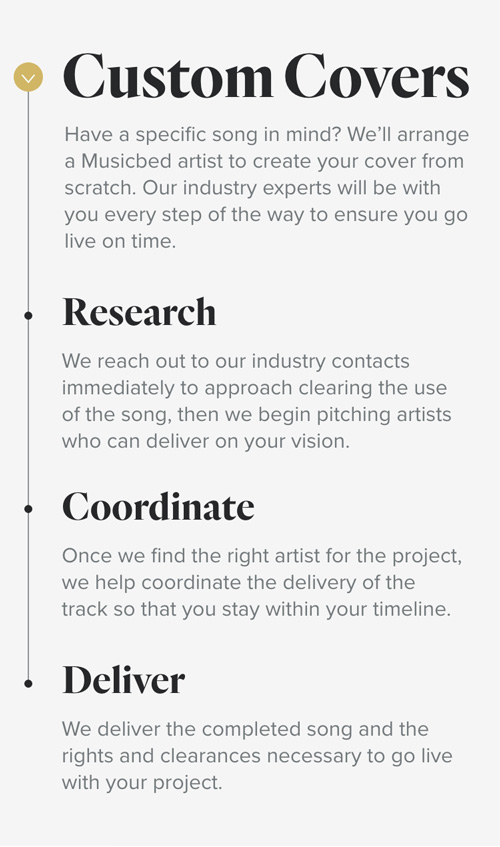 Custom Covers
Have a specific song in mind? We’ll arrange
a Musicbed artist to create your cover from
scratch. Our industry experts will be with
you every step of the way to ensure you go
live on time.
Research
We reach out to our industry contacts
immediately to approach clearing the use
of the song, then we begin pitching artists
who can deliver on your vision.
Coordinate
Once we find the right artist for the project,
we help coordinate the delivery of the
track so that you stay within your timeline.
Deliver
We deliver the completed song and the
rights and clearances necessary to go live
with your project.